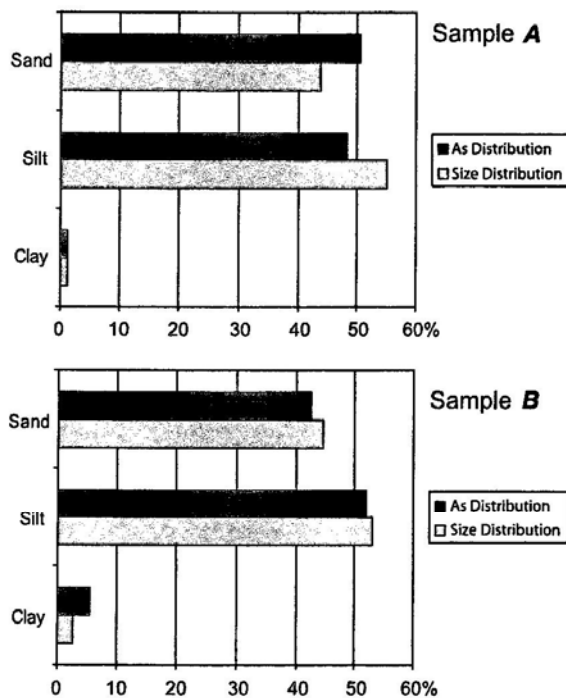 Sample A
Sand
Silt
Clay
As Distribution
Size Distribution
0 10 20 30 40 50 60%
Sample B
Sand
Silt
Clay
As Distribution
Size Distribution
0 10 20 30 40 50 60%